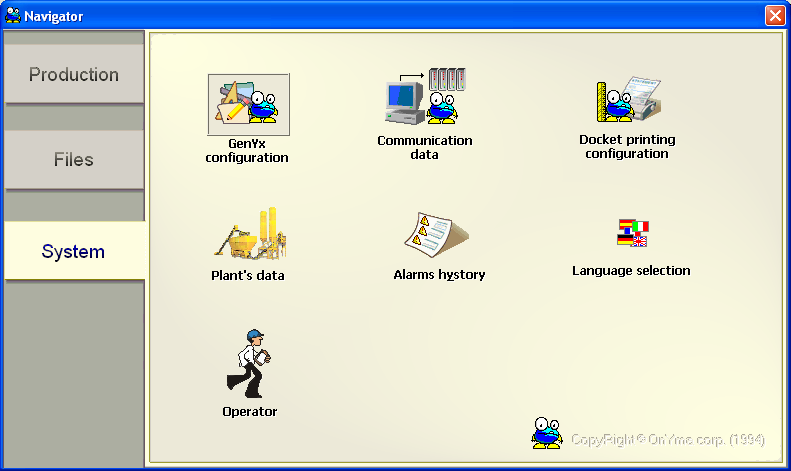 Navigator
Production
Files
System
GenYx
configuration
Communication
data
Docket printing
configuration
Plant's data
Alarms hystory
Language selection
Operator
CopyRight © OnYme corp. (1994)